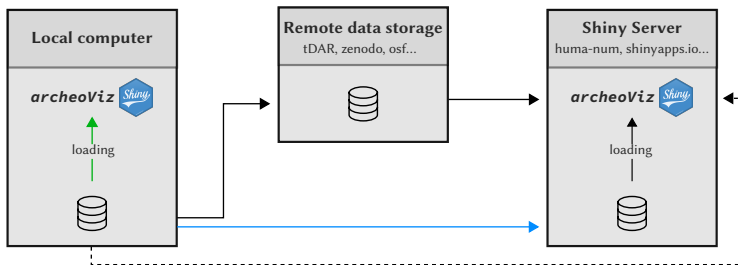 Local computer
archeoViz
Shiny
loading
Remote data storage
tDAR, zenodo, osf...
Shiny Server
huma-num, shinyapps.io...
archeoViz
Shiny
loading